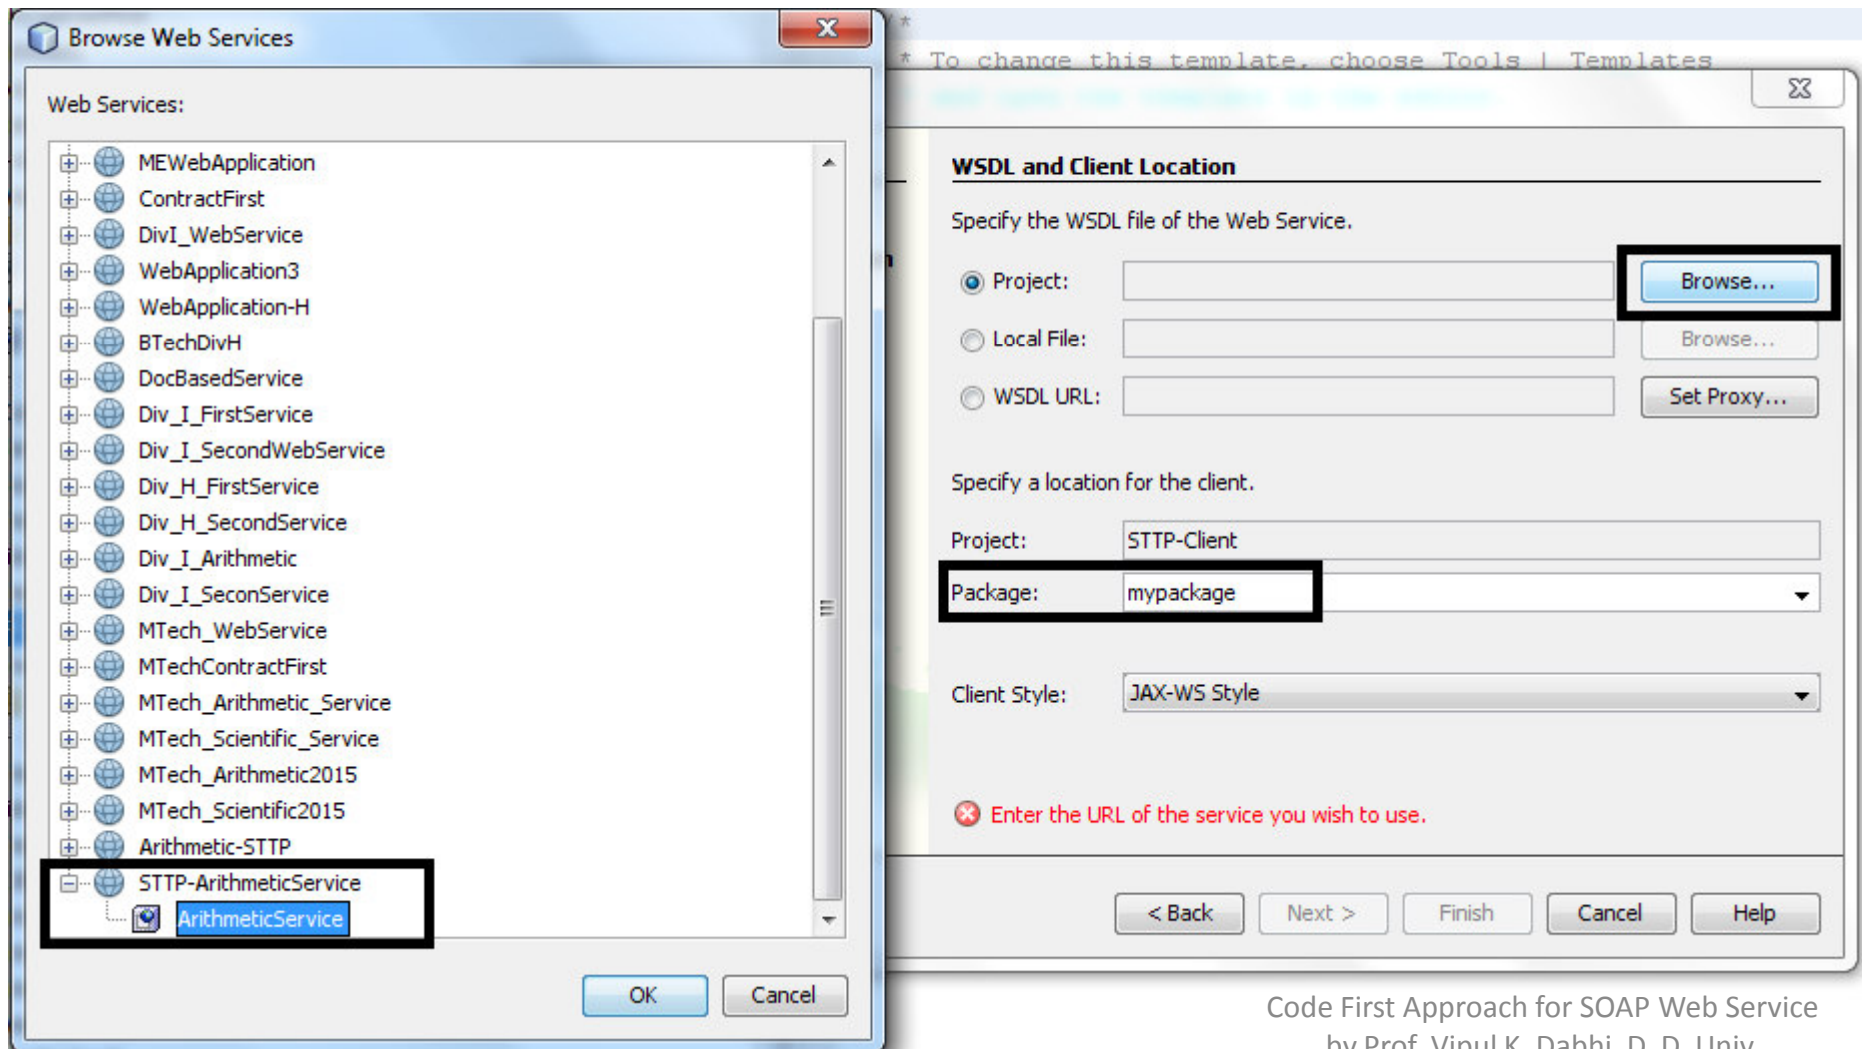 Browse Web Services
Web Services:
MEWebApplication
ContractFirst
DivI_WebService
WebApplication3
WebApplication-H
BTechDivH
DocBasedService
Div_I_FirstService
Div_I_SecondWebService
Div_H_FirstService
Div_H_SecondService
Div_I_Arithmetic
Div_I_SeconService
MTech_WebService
MTechContractFirst
MTech_Arithmetic_Service
MTech_Scientific_Service
MTech_Arithmetic2015
MTech_Scientific2015
Arithmetic-STTP
STTP-ArithmeticService
ArithmeticService
OK Cancel
*
* To change this template, choose Tools | Templates
WSDL and Client Location
Specify the WSDL file of the Web Service.
Project: Browse...
Local File: Browse...
WSDL URL: Set Proxy...
Specify a location for the client.
Project: STTP-Client
Package: mypackage
Client Style: JAX-WS Style
Enter the URL of the service you wish to use.
< Back Next > Finish Cancel Help
Code First Approach for SOAP Web Service
by Prof. Vipul K. Dabhi, D. D. Univ.